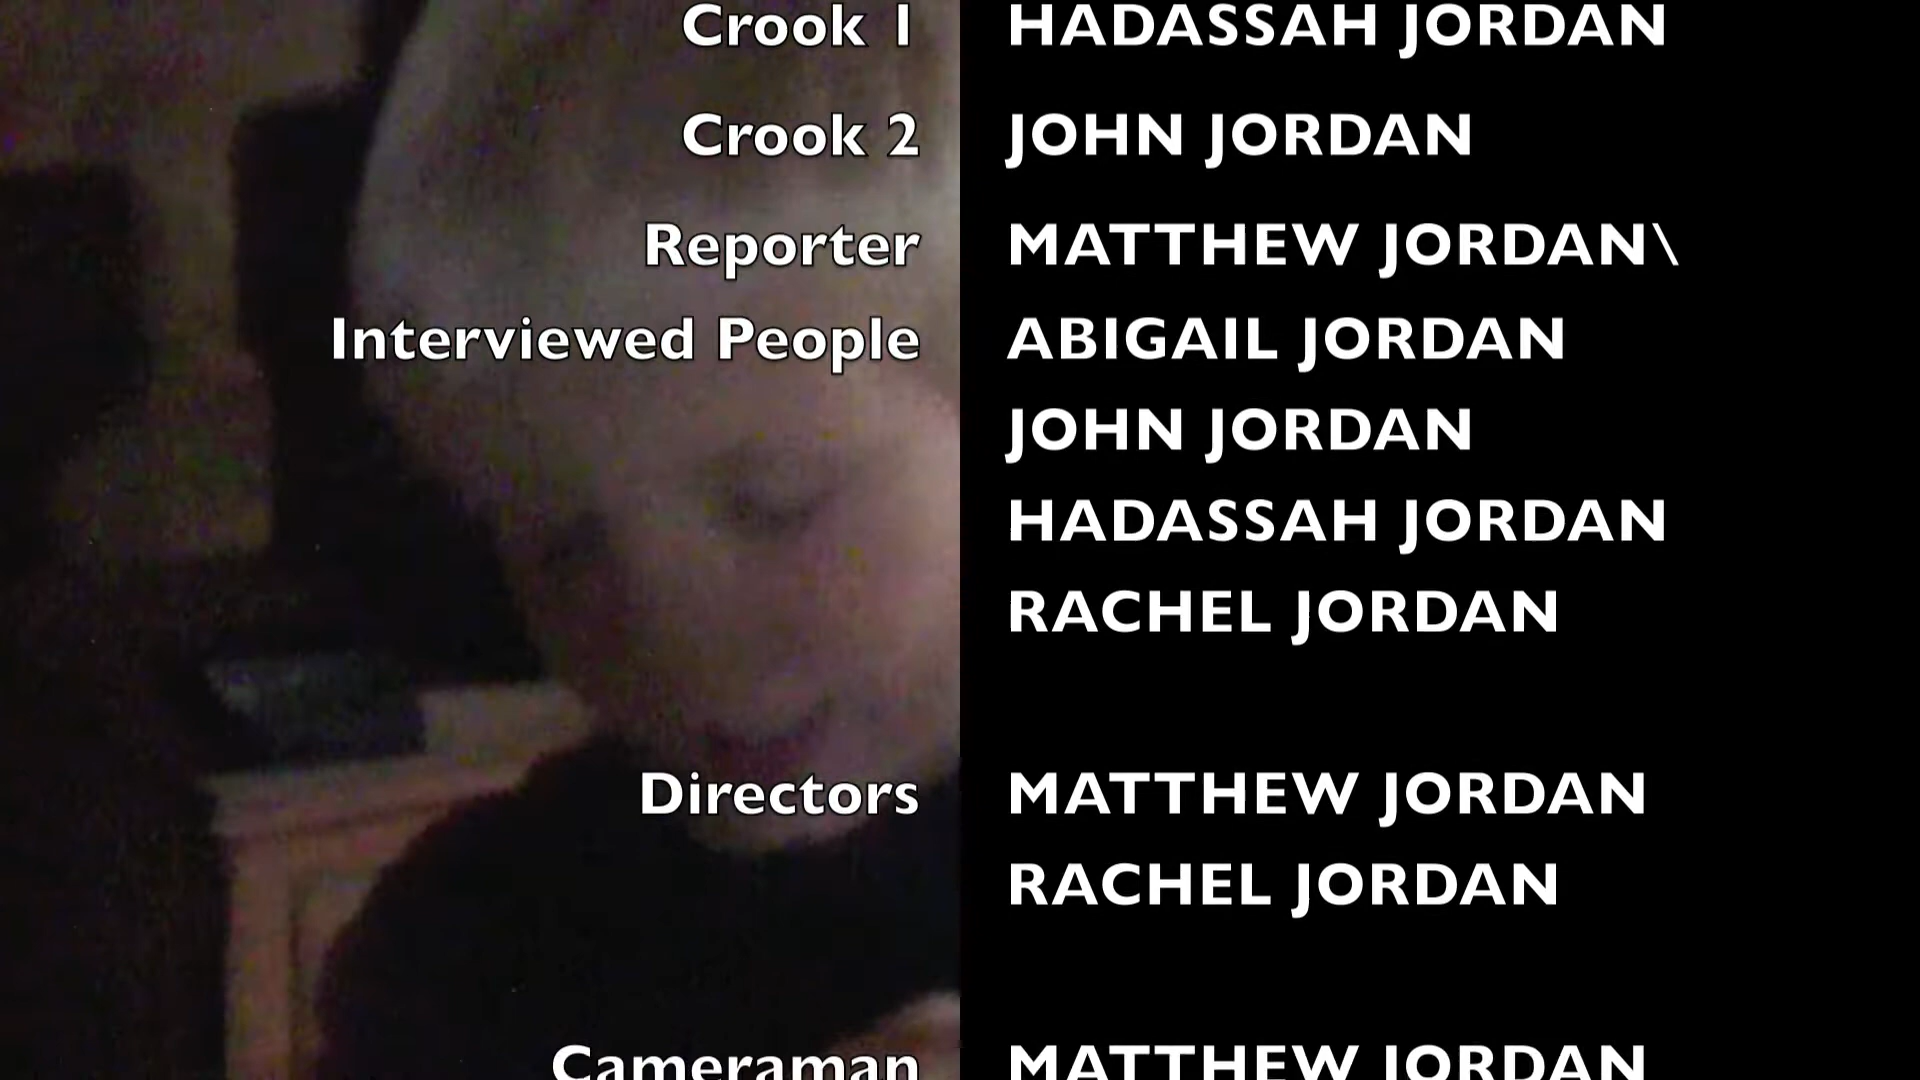 Crook 1 HADASSAH JORDAN
Crook 2 JOHN JORDAN
Reporter MATTHEW JORDAN\
Interviewed People ABIGAIL JORDAN
JOHN JORDAN
HADASSAH JORDAN
RACHEL JORDAN
Directors MATTHEW JORDAN
RACHEL JORDAN
Cameraman MATTHEW JORDAN